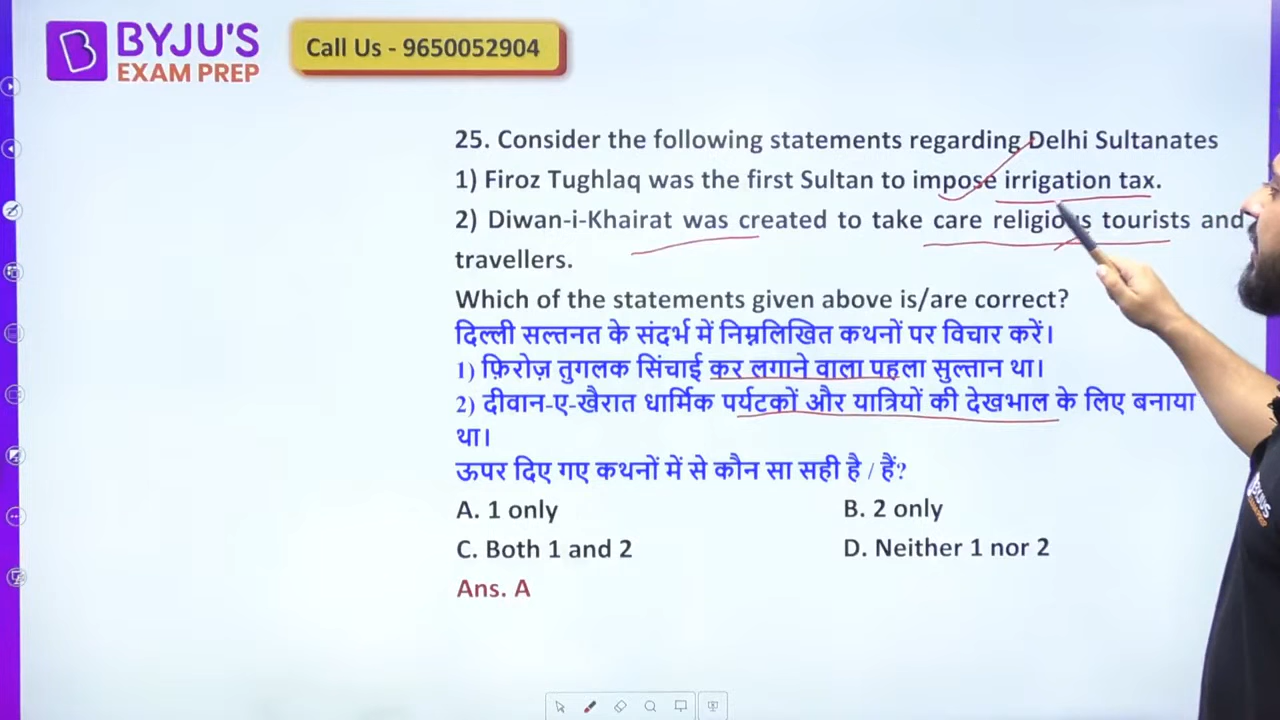 BYJU'S
EXAM PREP
Call Us - 9650052904
25. Consider the following statements regarding Delhi Sultanates
1) Firoz Tughlaq was the first Sultan to impose irrigation tax.
2) Diwan-i-Khairat was created to take care religious tourists and
travellers.
Which of the statements given above is/are correct?
दिल्ली सल्तनत के संदर्भ में निम्नलिखित कथनों पर विचार करें।
1) फ़िरोज़ तुगलक सिंचाई कर लगाने वाला पहला सुल्तान था।
2) दीवान-ए-खैरात धार्मिक पर्यटकों और यात्रियों की देखभाल के लिए बनाया
था।
ऊपर दिए गए कथनों में से कौन सा सही है / हैं?
A. 1 only
B. 2 only
C. Both 1 and 2
D. Neither 1 nor 2
Ans. A
BYJU'S